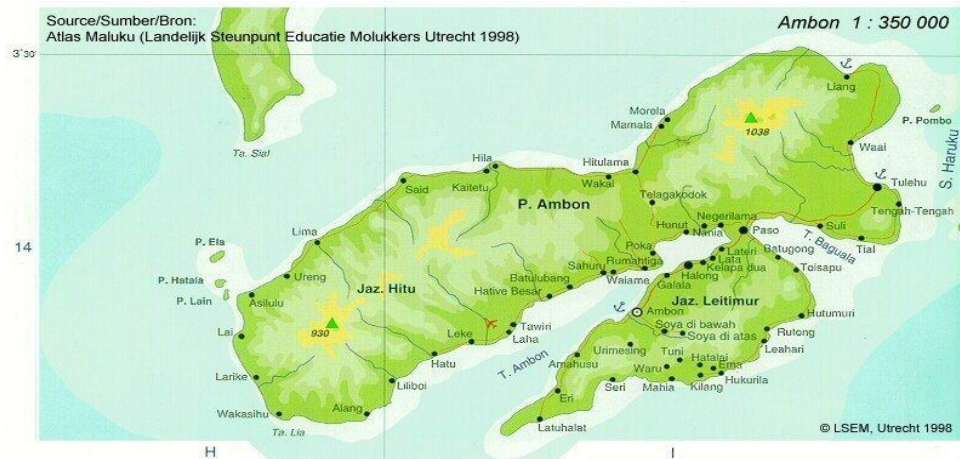 Source/Sumber/Bron:
Atlas Maluku (Landelijk Steunpunt Educatie Molukkers Utrecht 1998)
Ambon 1 : 350 000
3°30
Liang
Morela
Mamala
1038
P. Pombo
Ta. Sial
Hila
Hitulama
Waai
S. Haruku
Said
Kaitetu
Wakal
Tulehu
Telagakodok
P. Ambon
Tengah-Tengah
Negerilama
Hunut
Nania
Paso
Suli
Lima
T. Baguala
14
Poka
Lateri
Batugong
Tial
P. Ela
Rumahtiga
Lata
Sahuru
Kelapa dua
Toisapu
Ureng
Batulubang
Waiame
Halong
P. Hatala
Jaz. Hitu
Hative Besar
Galala
P. Lain
Asilulu
Jaz. Leitimur
Ambon
Hutumuri
Lai
930
Leke
Tawiri
Laha
Soya di bawah
Soya di atas
Rutong
Urimesing
Leahari
Hatu
T. Ambon
Amahusu
Tuni
Hatalai
Waru
Ema
Larike
Liliboi
Seri
Mahia
Kilang
Hukurila
Eri
Wakasihu
Alang
Latuhalat
Ta. Lia
© LSEM, Utrecht 1998
H
I